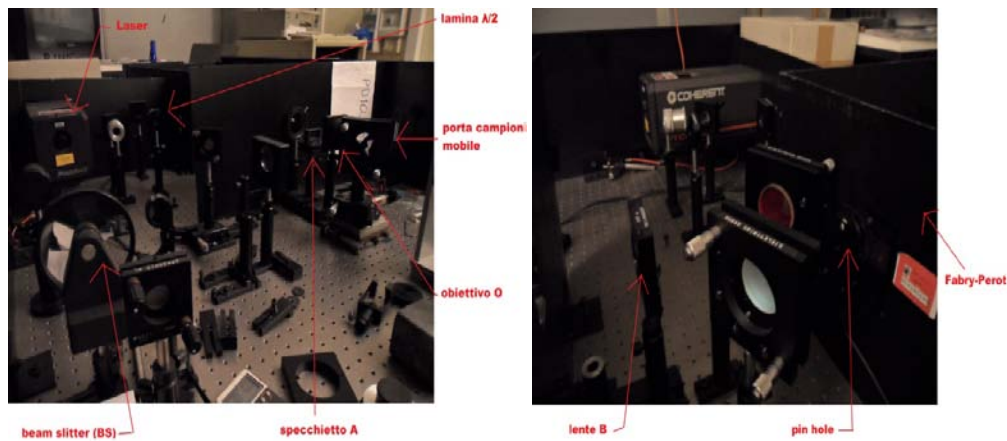 Laser
lamina λ/2
porta campioni
mobile
obiettivo O
beam slitter (BS)
specchietto A
COHERENT
Fabry-Perot
lente B
pin hole